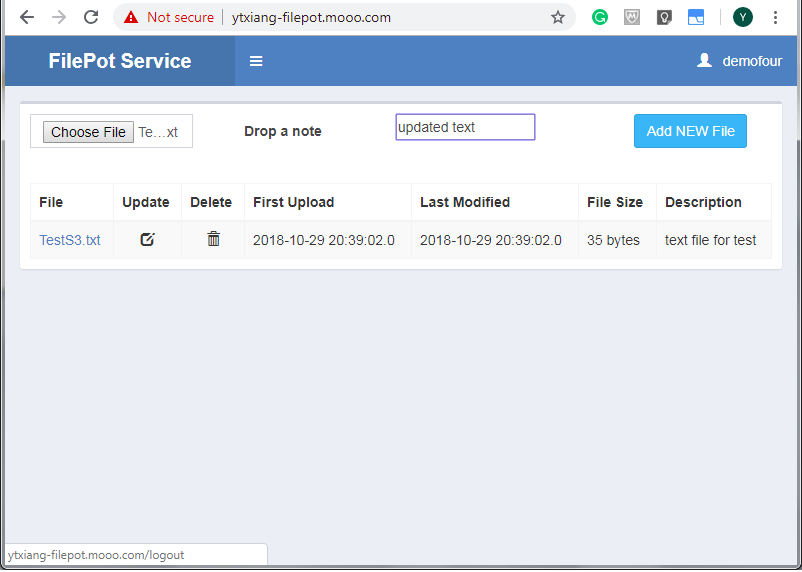 Not secure ytxiang-filepot.mooo.com
Y
FilePot Service
demofour
Choose File Te...xt
Drop a note
updated text
Add NEW File
File Update Delete First Upload Last Modified File Size Description
TestS3.txt 2018-10-29 20:39:02.0 2018-10-29 20:39:02.0 35 bytes text file for test
ytxiang-filepot.mooo.com/logout